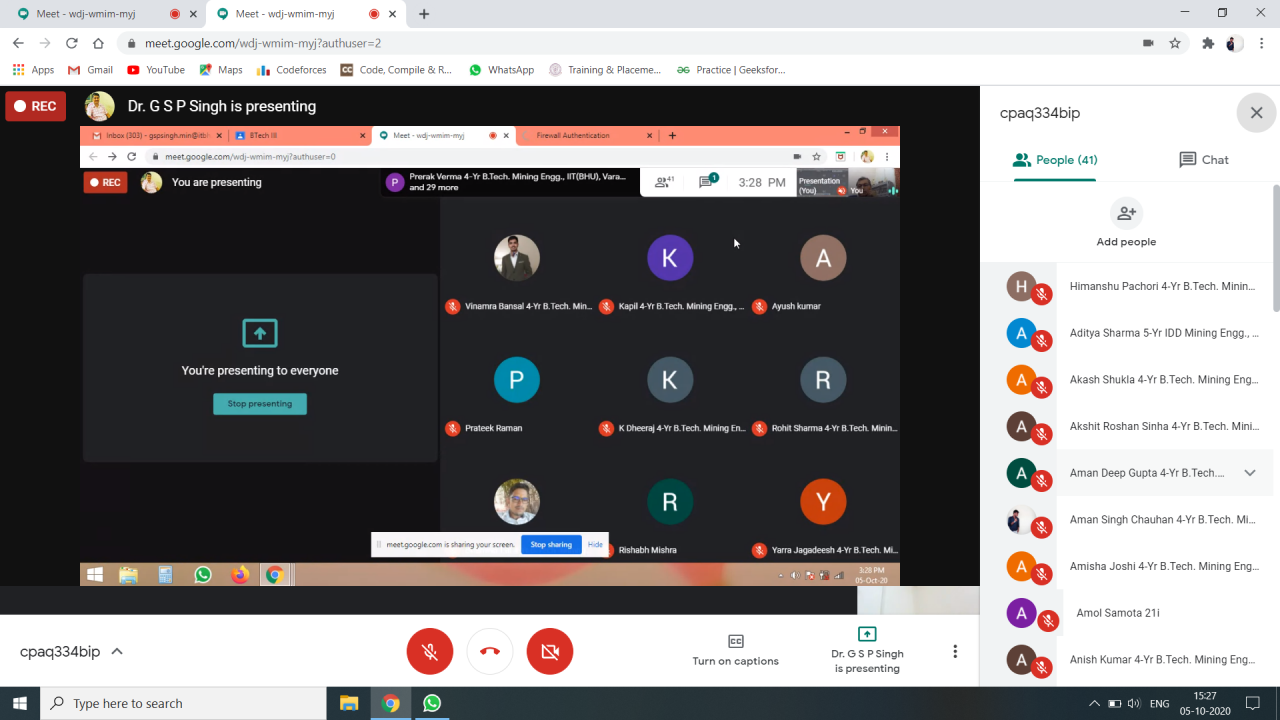 Meet - wdj-wmim-myj
Meet - wdj-wmim-myj
meet.google.com/wdj-wmim-myj?authuser=2
Apps Gmail YouTube Maps Codeforces Code, Compile & R... WhatsApp Training & Placeme... Practice | Geeksfor...
REC
Dr. G S P Singh is presenting
Inbox (303) - gspsingh.min@itbh
BTech III
Meet - wdj-wmim-myj
Firewall Authentication
meet.google.com/wdj-wmim-myj?authuser=0
REC
You are presenting
P
Prerak Verma 4-Yr B.Tech. Mining Engg., IIT(BHU), Vara...
and 29 more
41
1
3:28 PM
Presentation
(You)
You
You're presenting to everyone
Stop presenting
K
A
Vinamra Bansal 4-Yr B.Tech. Min...
Kapil 4-Yr B.Tech. Mining Engg., ...
Ayush kumar
P
K
R
Prateek Raman
K Dheeraj 4-Yr B.Tech. Mining En...
Rohit Sharma 4-Yr B.Tech. Minin...
R
Y
Rishabh Mishra
Yarra Jagadeesh 4-Yr B.Tech. Mi...
meet.google.com is sharing your screen.
Stop sharing
Hide
3:28 PM
05-Oct-20
cpaq334bip
People (41)
Chat
Add people
H
Himanshu Pachori 4-Yr B.Tech. Minin...
A
Aditya Sharma 5-Yr IDD Mining Engg., ...
A
Akash Shukla 4-Yr B.Tech. Mining Eng...
A
Akshit Roshan Sinha 4-Yr B.Tech. Mini...
A
Aman Deep Gupta 4-Yr B.Tech....
Aman Singh Chauhan 4-Yr B.Tech. Mi...
A
Amisha Joshi 4-Yr B.Tech. Mining Eng...
A
Amol Samota 21i
A
Anish Kumar 4-Yr B.Tech. Mining Eng...
cpaq334bip
CC
Turn on captions
Dr. G S P Singh
is presenting
Type here to search
ENG
15:27
05-10-2020